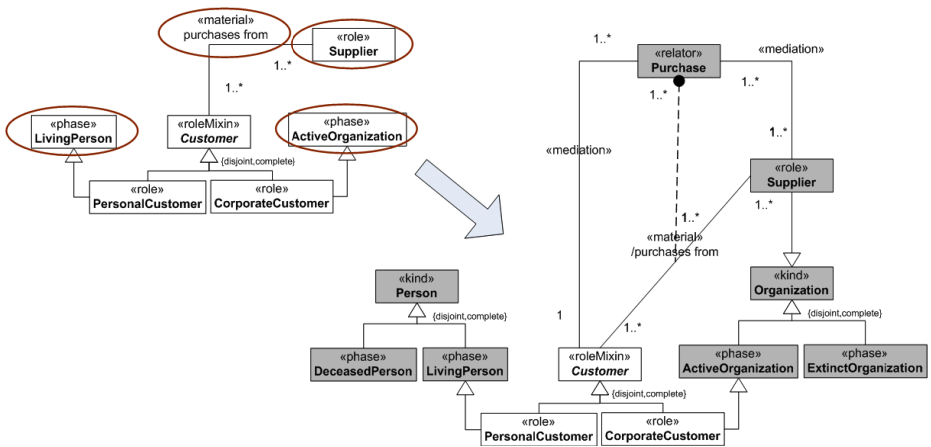 «material»
purchases from
«role»
Supplier
1..*
1..*
«phase»
LivingPerson
«roleMixin»
Customer
«phase»
ActiveOrganization
{disjoint,complete}
«role»
PersonalCustomer
«role»
CorporateCustomer
1..*
«relator»
Purchase
«mediation»
1..*
1..*
«mediation»
1..*
«role»
Supplier
1..*
1..*
«material»
/purchases from
«kind»
Person
{disjoint,complete}
«kind»
Organization
{disjoint,complete}
1
1..*
«phase»
DeceasedPerson
«phase»
LivingPerson
«roleMixin»
Customer
«phase»
ActiveOrganization
«phase»
ExtinctOrganization
{disjoint,complete}
«role»
PersonalCustomer
«role»
CorporateCustomer